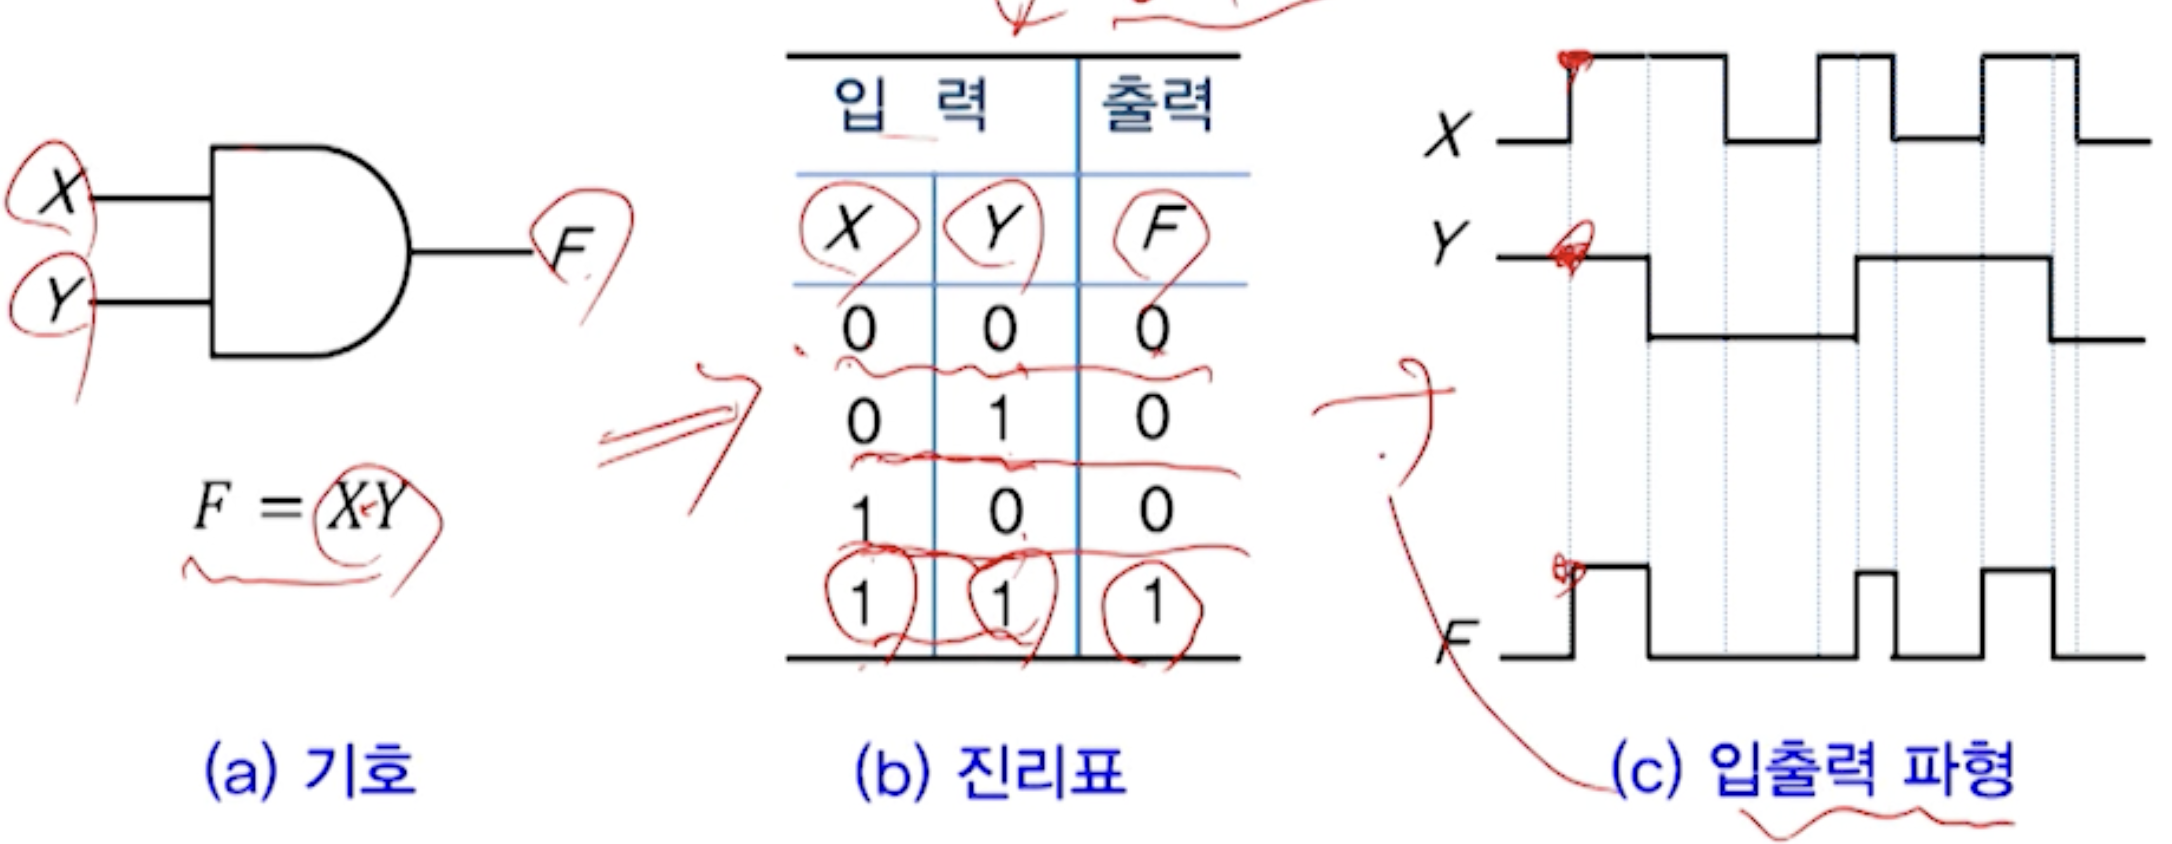 X
Y
F
F = XY
(a) 기호
입 력 출력
X Y F
0 0 0
0 1 0
1 0 0
1 1 1
(b) 진리표
X
Y
F
(c) 입출력 파형